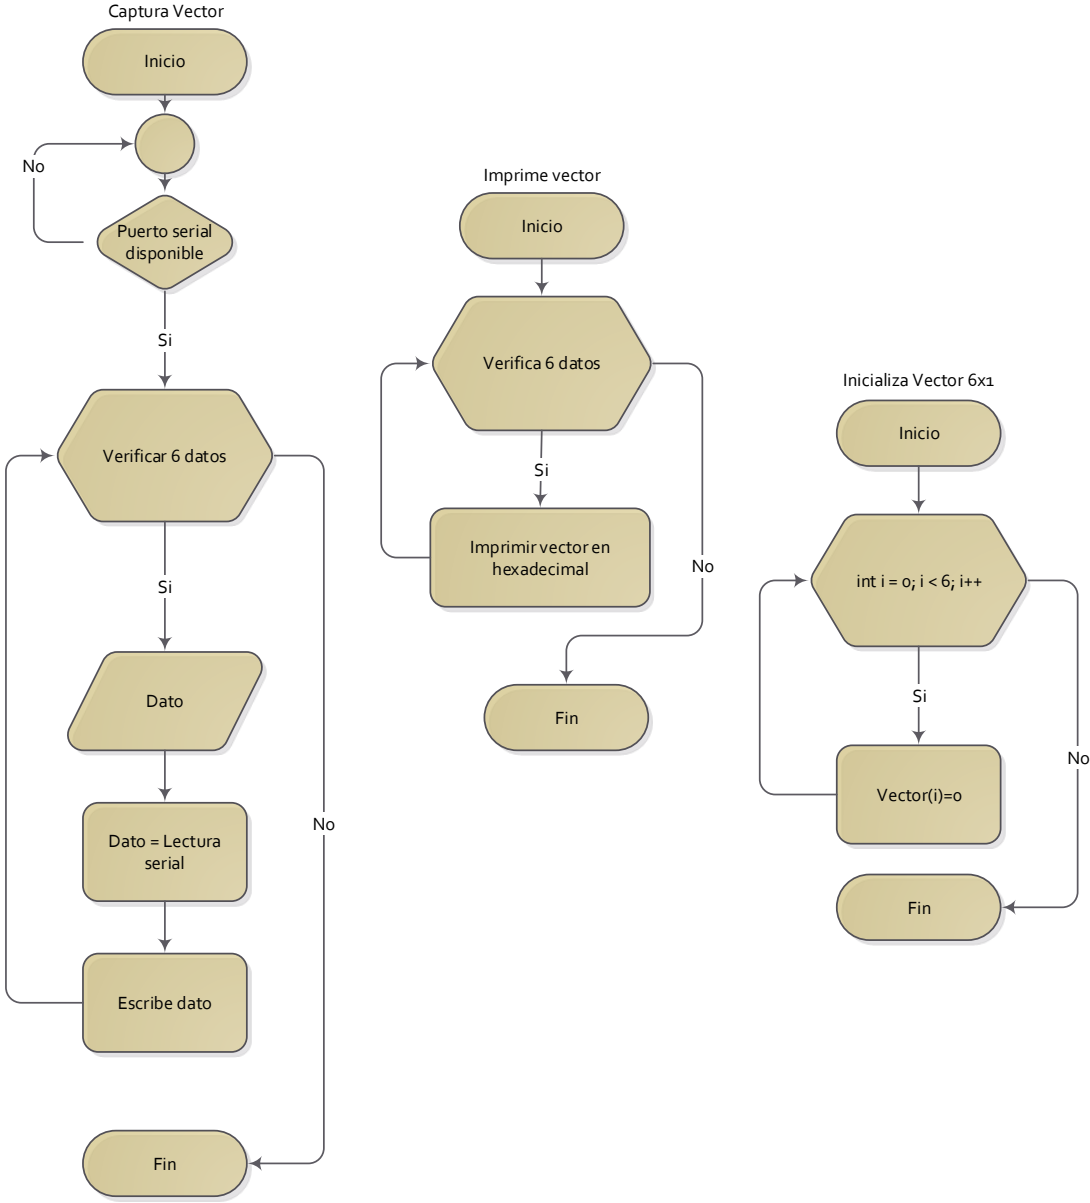 Captura Vector
Inicio
No
Puerto serial
disponible
Si
Verificar 6 datos
Si
Dato
No
Dato = Lectura
serial
Escribe dato
Fin
Imprime vector
Inicio
Verifica 6 datos
Si
Imprimir vector en
hexadecimal
No
Fin
Inicializa Vector 6x1
Inicio
int i = 0; i < 6; i++
Si
No
Vector(i)=0
Fin